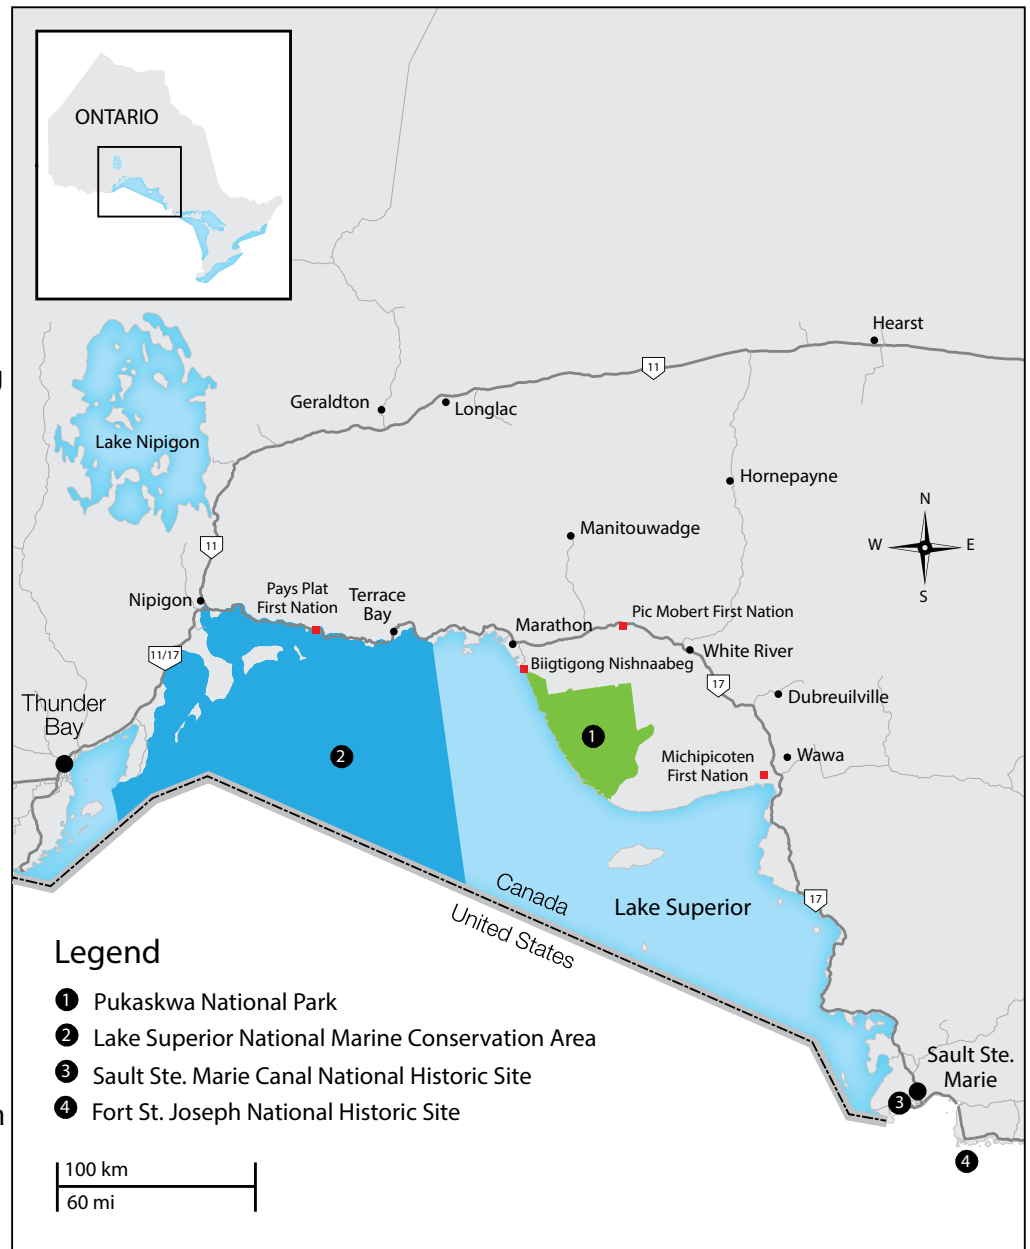 ONTARIO
Hearst
11
Geraldton
Longlac
Lake Nipigon
Hornepayne
N
Manitouwadge
W
E
11
S
Nipigon
Pays Plat
First Nation
Terrace
Bay
Pic Mobert First Nation
Marathon
11/17
White River
Biigtigong Nishnaabeg
17
Thunder
Bay
Dubreuilville
1
2
Michipicoten
First Nation
Wawa
Canada
United States
Lake Superior
17
Legend
1 Pukaskwa National Park
2 Lake Superior National Marine Conservation Area
3 Sault Ste. Marie Canal National Historic Site
4 Fort St. Joseph National Historic Site
Sault Ste.
Marie
3
4
100 km
60 mi